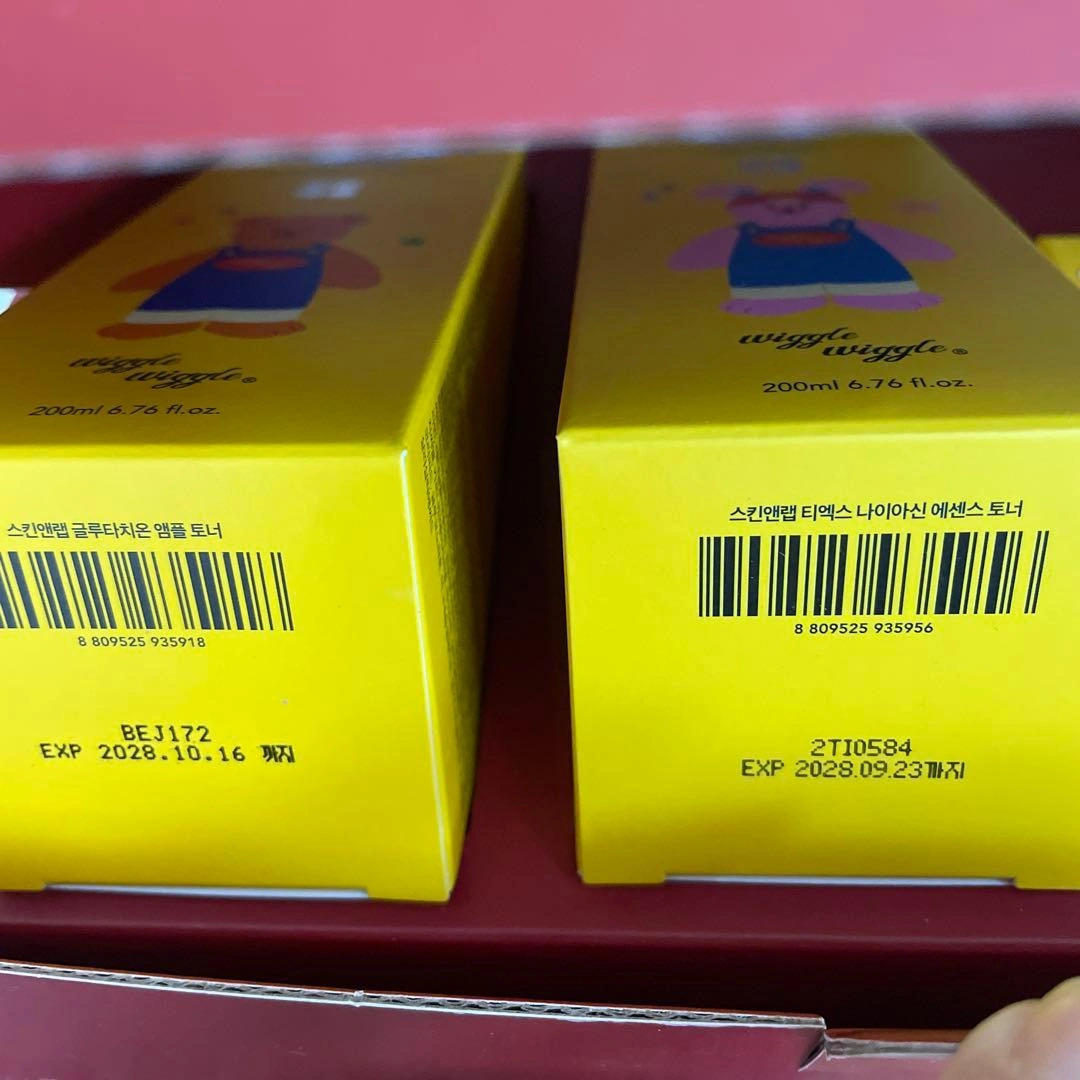 wiggle
wiggle®
200ml 6.76 fl.oz.
스킨앤랩 글루타치온 앰플 토너
8 809525 935918
BEJ172
EXP 2028.10.16 까지
wiggle
wiggle®
200ml 6.76 fl.oz.
스킨앤랩 티엑스 나이아신 에센스 토너
8 809525 935956
2TI0584
EXP 2028.09.23까지